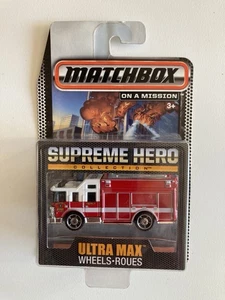 MATCHBOX
ON A MISSION
3+
SUPREME HERO
COLLECTION
ULTRA MAX
WHEELS•ROUES